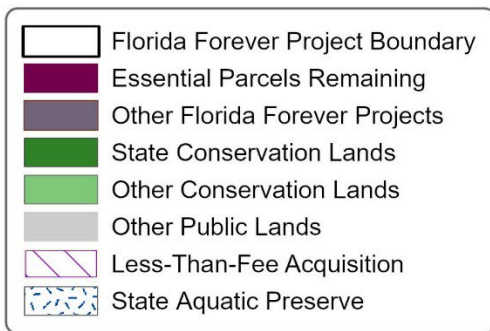 Florida Forever Project Boundary
Essential Parcels Remaining
Other Florida Forever Projects
State Conservation Lands
Other Conservation Lands
Other Public Lands
Less-Than-Fee Acquisition
State Aquatic Preserve